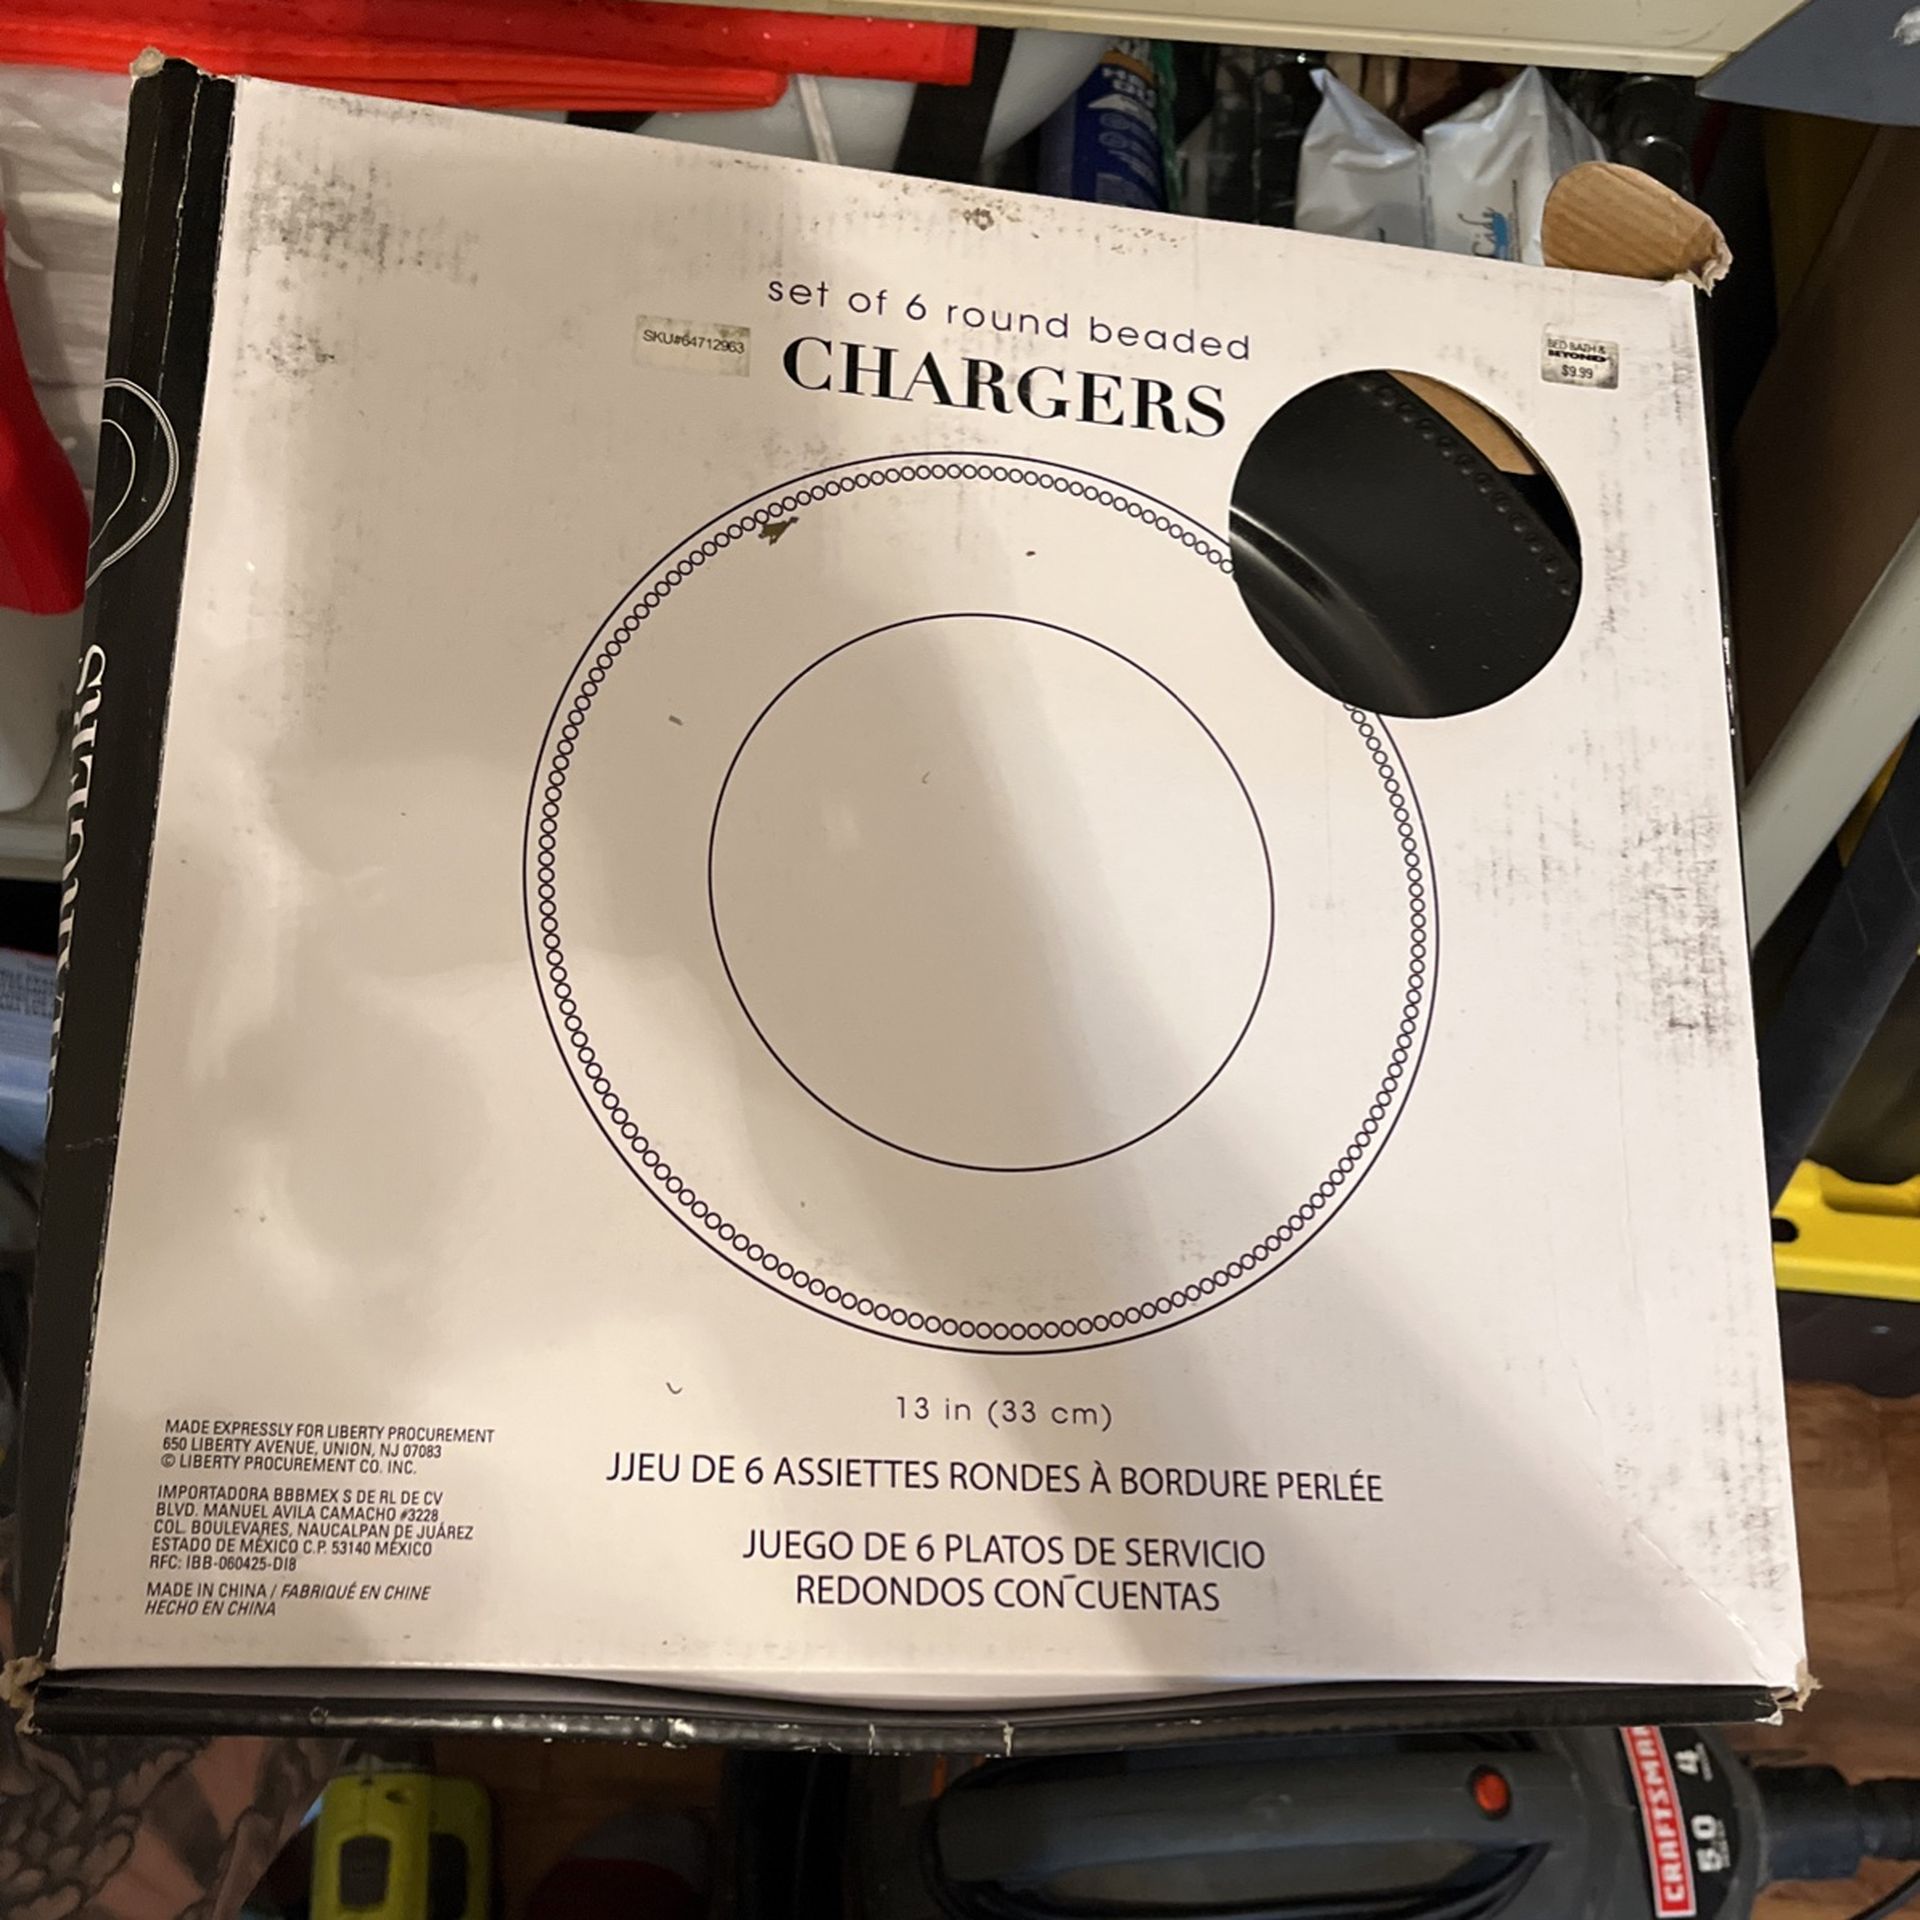 set of 6 round beaded
CHARGERS
SKU#64712963
BED BATH &
BEYOND
$9.99
CHARGERS
13 in (33 cm)
JJEU DE 6 ASSIETTES RONDES À BORDURE PERLÉE
JUEGO DE 6 PLATOS DE SERVICIO
REDONDOS CON CUENTAS
MADE EXPRESSLY FOR LIBERTY PROCUREMENT
650 LIBERTY AVENUE, UNION, NJ 07083
© LIBERTY PROCUREMENT CO. INC.
IMPORTADORA BBBMEX S DE RL DE CV
BLVD. MANUEL AVILA CAMACHO #3228
COL. BOULEVARES, NAUCALPAN DE JUÁREZ
ESTADO DE MÉXICO C.P. 53140 MÉXICO
RFC: IBB-060425-DI8
MADE IN CHINA / FABRIQUÉ EN CHINE
HECHO EN CHINA
CRAFTSMAN
5.0
4